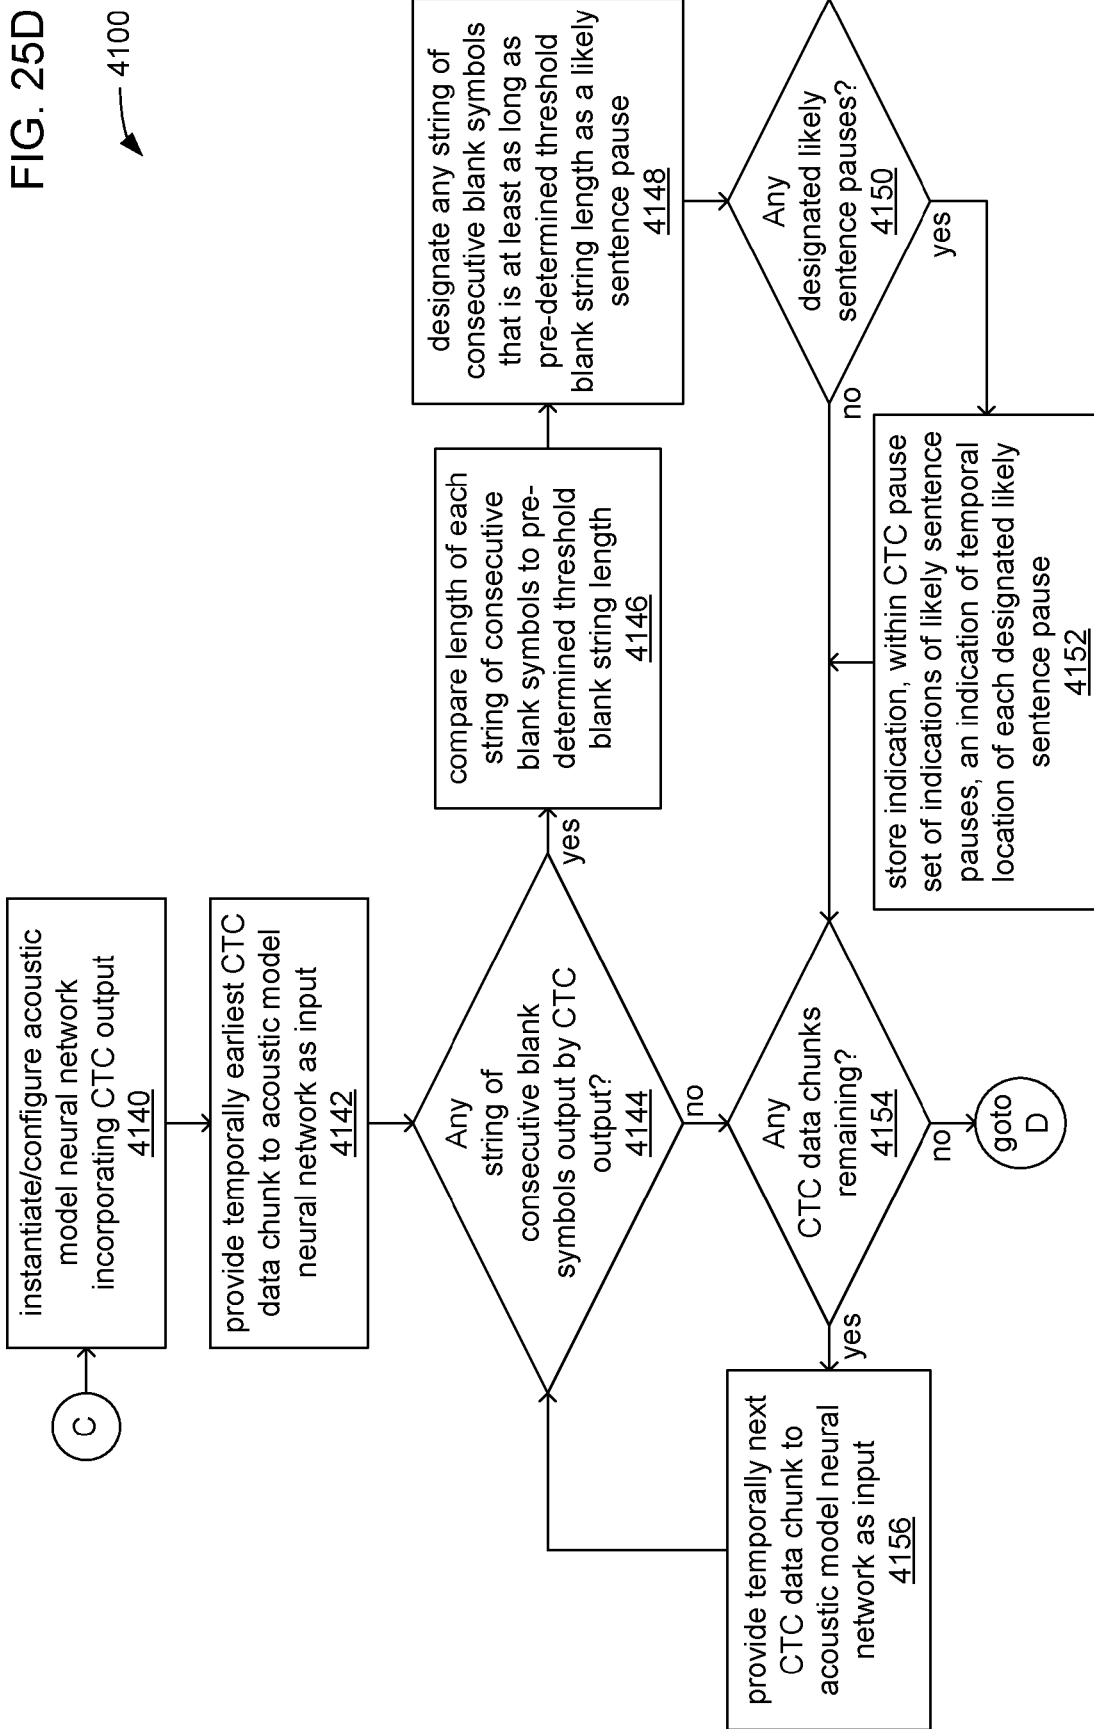 FIG. 25D
4100
C
instantiate/configure acoustic
model neural network
incorporating CTC output
4140
provide temporally earliest CTC
data chunk to acoustic model
neural network as input
4142
Any
string of
consecutive blank
symbols output by CTC
output?
4144
yes
no
compare length of each
string of consecutive
blank symbols to pre-
determined threshold
blank string length
4146
designate any string of
consecutive blank symbols
that is at least as long as
pre-determined threshold
blank string length as a likely
sentence pause
4148
Any
designated likely
sentence pauses?
4150
no
yes
store indication, within CTC pause
set of indications of likely sentence
pauses, an indication of temporal
location of each designated likely
sentence pause
4152
Any
CTC data chunks
remaining?
4154
yes
no
provide temporally next
CTC data chunk to
acoustic model neural
network as input
4156
goto
D